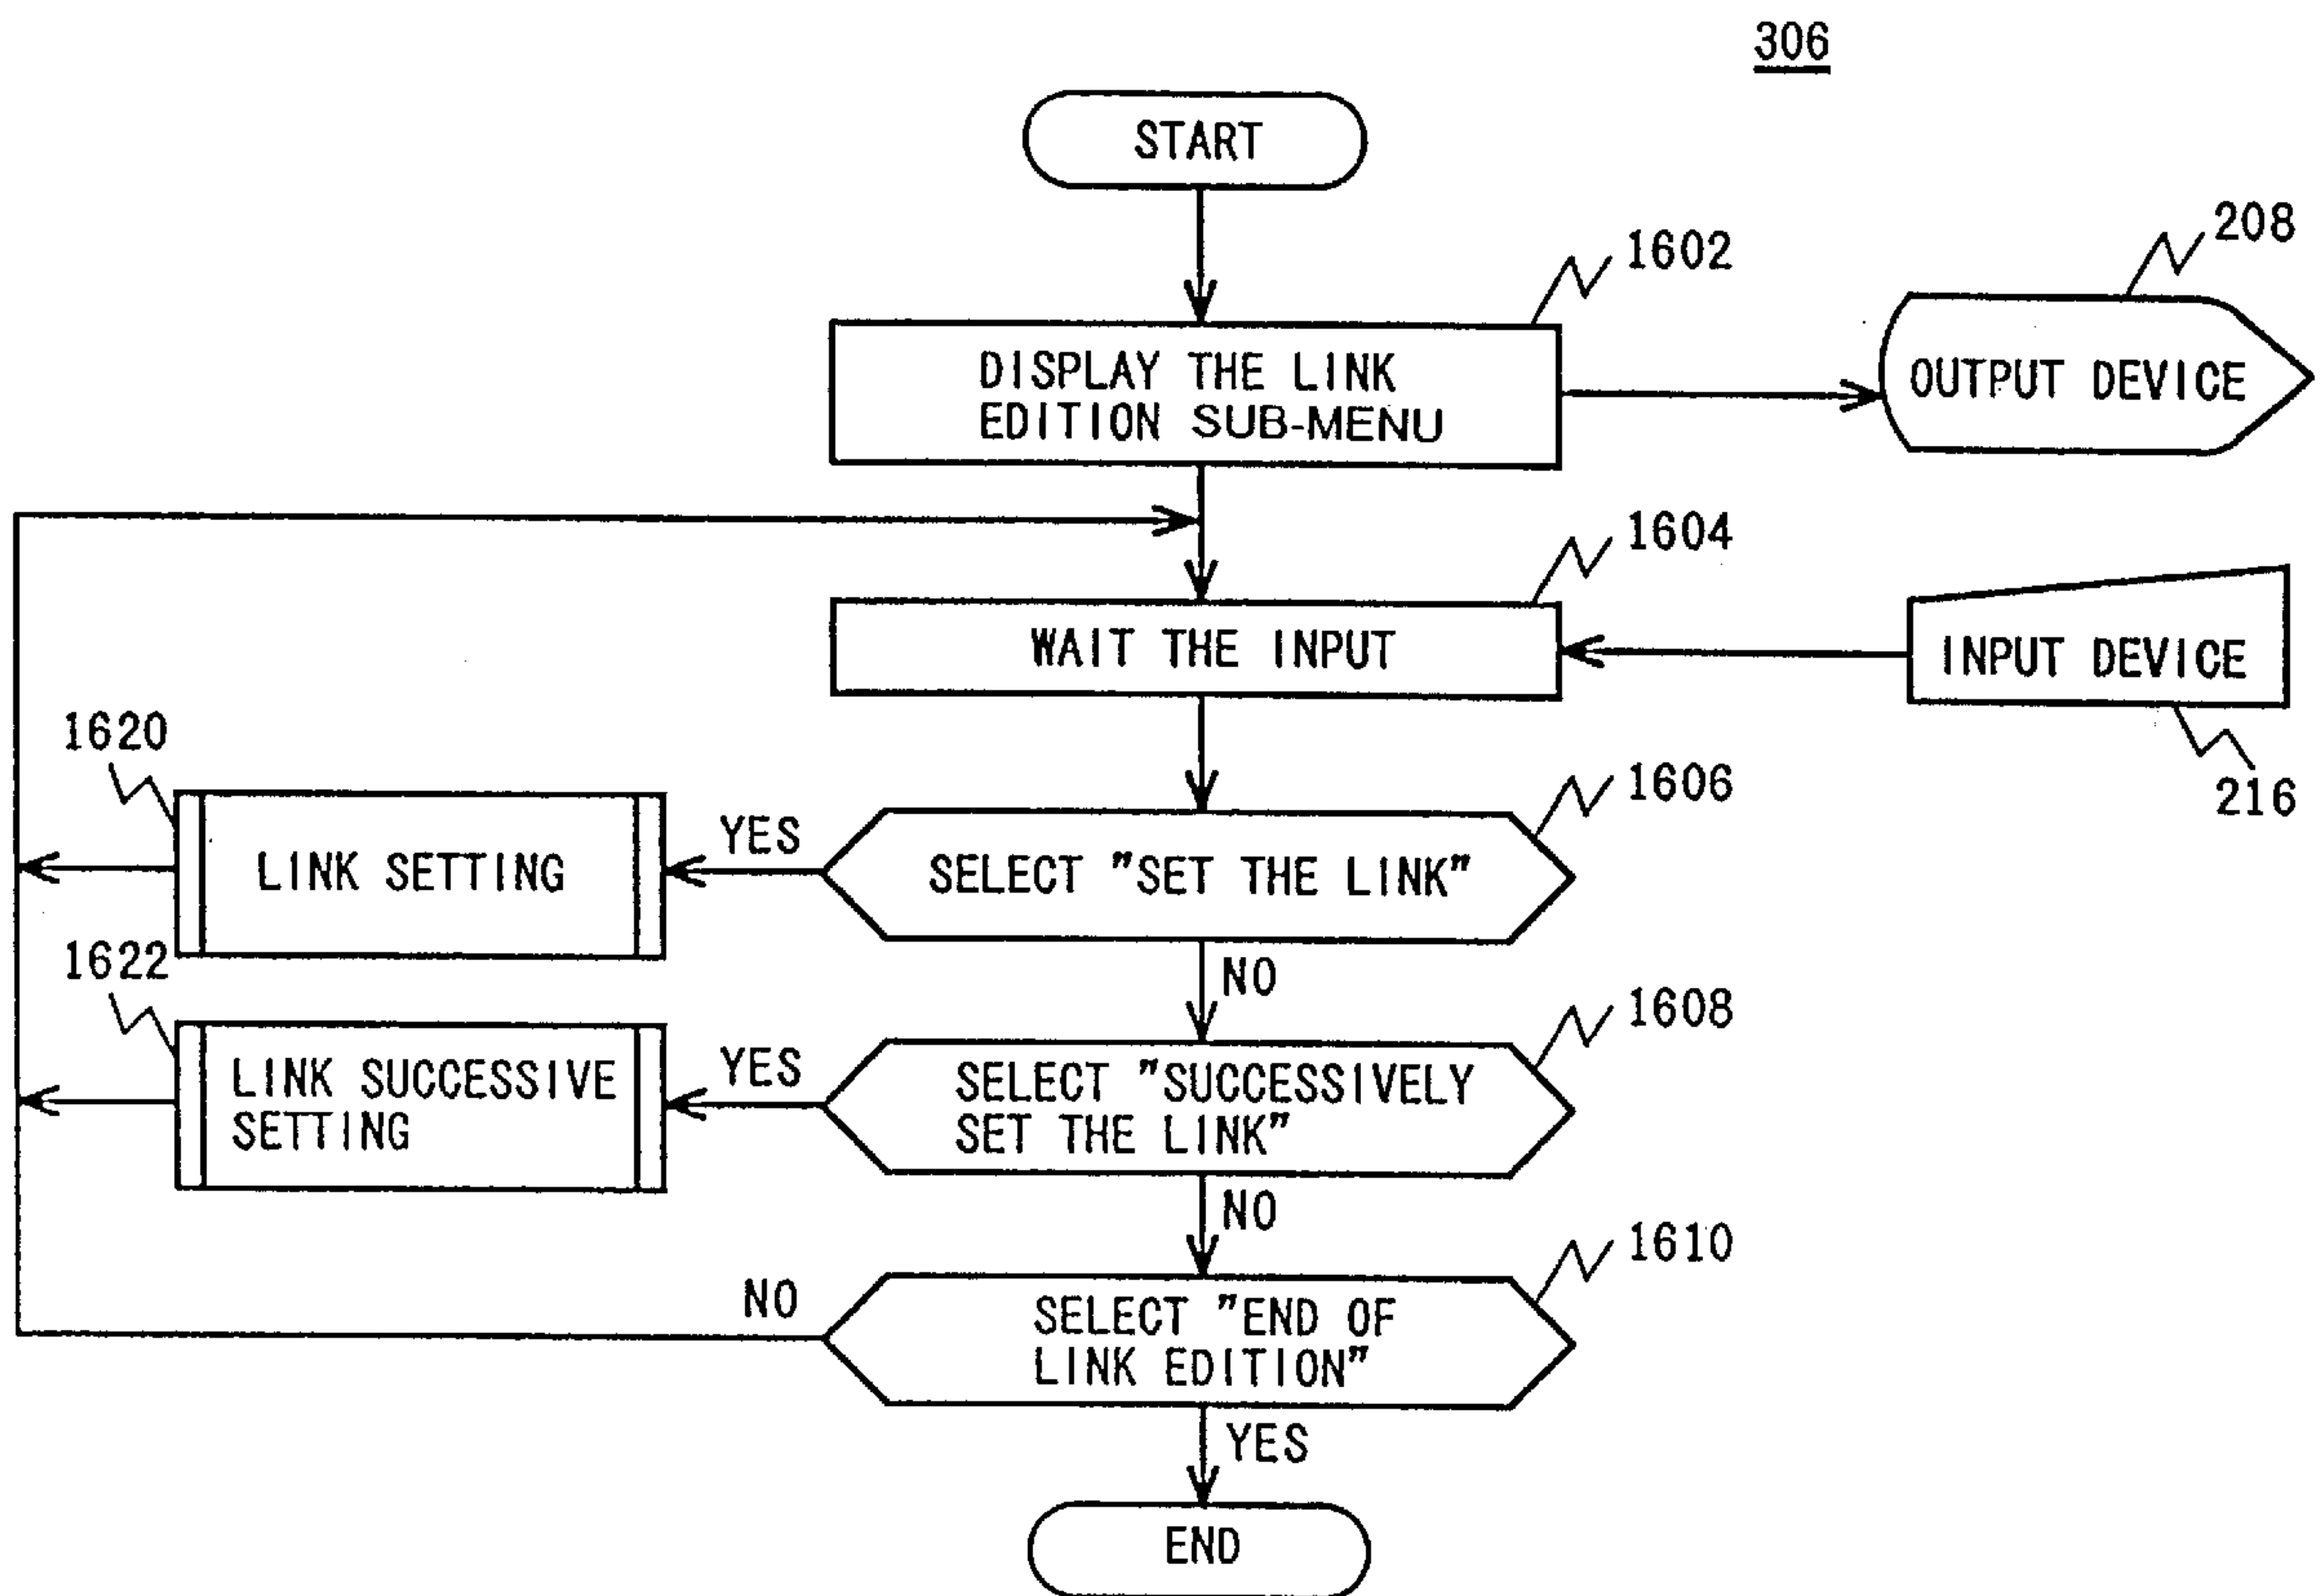 306
START
1602
208
DISPLAY THE LINK
EDITION SUB-MENU
OUTPUT DEVICE
1604
WAIT THE INPUT
INPUT DEVICE
216
1620
1606
LINK SETTING
YES
SELECT "SET THE LINK"
NO
1622
1608
LINK SUCCESSIVE
SETTING
YES
SELECT "SUCCESSIVELY
SET THE LINK"
NO
1610
NO
SELECT "END OF
LINK EDITION"
YES
END